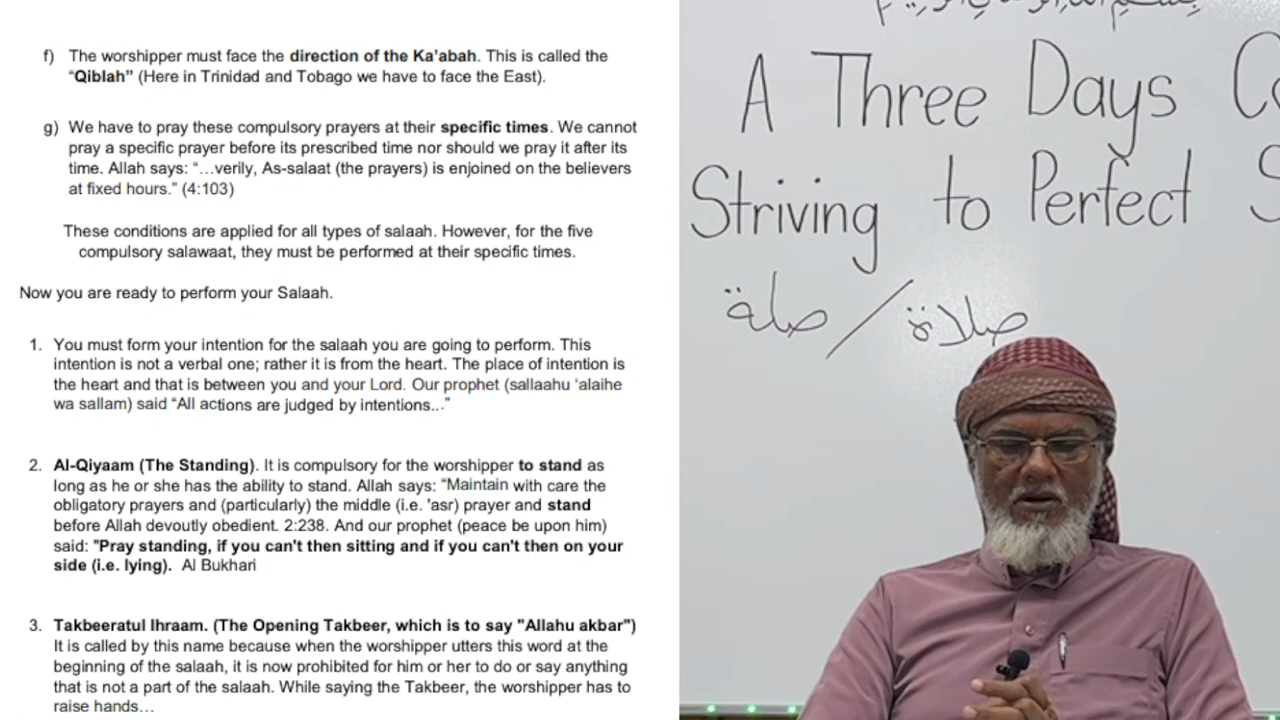 f) The worshipper must face the direction of the Ka’abah. This is called the
“Qiblah” (Here in Trinidad and Tobago we have to face the East).
g) We have to pray these compulsory prayers at their specific times. We cannot
pray a specific prayer before its prescribed time nor should we pray it after its
time. Allah says: “…verily, As-salaat (the prayers) is enjoined on the believers
at fixed hours.” (4:103)
These conditions are applied for all types of salaah. However, for the five
compulsory salawaat, they must be performed at their specific times.
Now you are ready to perform your Salaah.
1. You must form your intention for the salaah you are going to perform. This
intention is not a verbal one; rather it is from the heart. The place of intention is
the heart and that is between you and your Lord. Our prophet (sallaahu ‘alaihe
wa sallam) said “All actions are judged by intentions...”
2. Al-Qiyaam (The Standing). It is compulsory for the worshipper to stand as
long as he or she has the ability to stand. Allah says: “Maintain with care the
obligatory prayers and (particularly) the middle (i.e. 'asr) prayer and stand
before Allah devoutly obedient. 2:238. And our prophet (peace be upon him)
said: "Pray standing, if you can't then sitting and if you can't then on your
side (i.e. lying). Al Bukhari
3. Takbeeratul Ihraam. (The Opening Takbeer, which is to say "Allahu akbar")
It is called by this name because when the worshipper utters this word at the
beginning of the salaah, it is now prohibited for him or her to do or say anything
that is not a part of the salaah. While saying the Takbeer, the worshipper has to
raise hands…
A Three Days
Striving to Perfect
صلاة / صلة